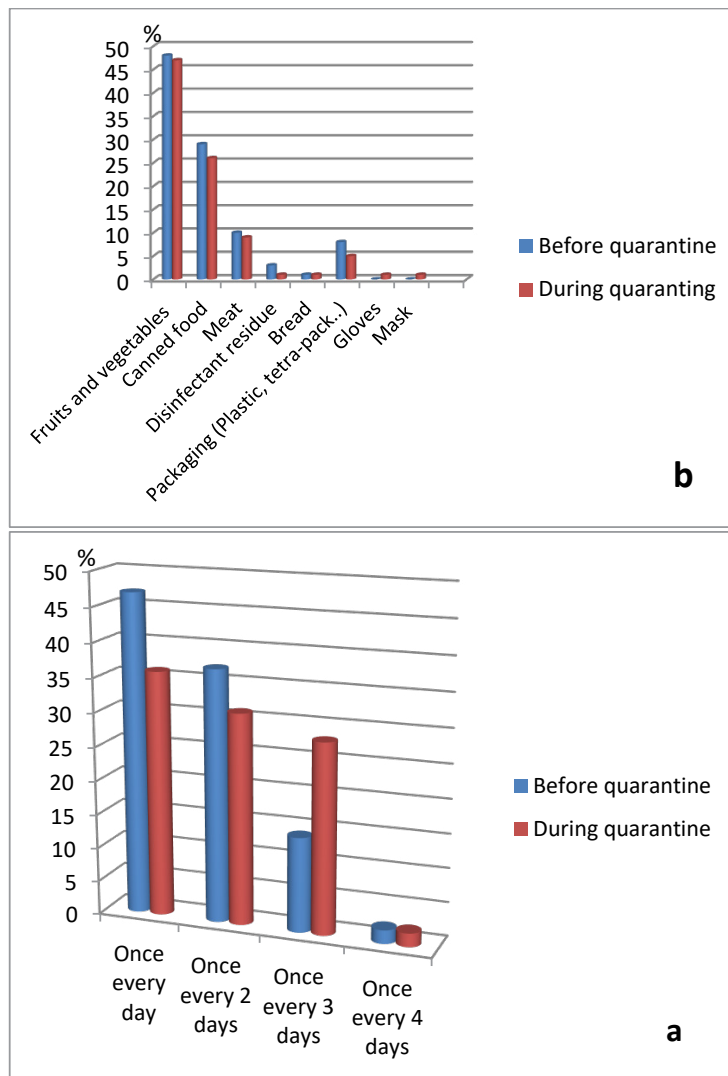 %
50
45
40
35
30
25
20
15
10
5
0
Fruits and vegetables
Canned food
Meat
Disinfectant residue
Bread
Packaging (Plastic, tetra-pack..)
Gloves
Mask
Before quarantine
During quaranting
b
%
50
45
40
35
30
25
20
15
10
5
0
Once
every
day
Once
every 2
days
Once
every 3
days
Once
every 4
days
Before quarantine
During quarantine
a